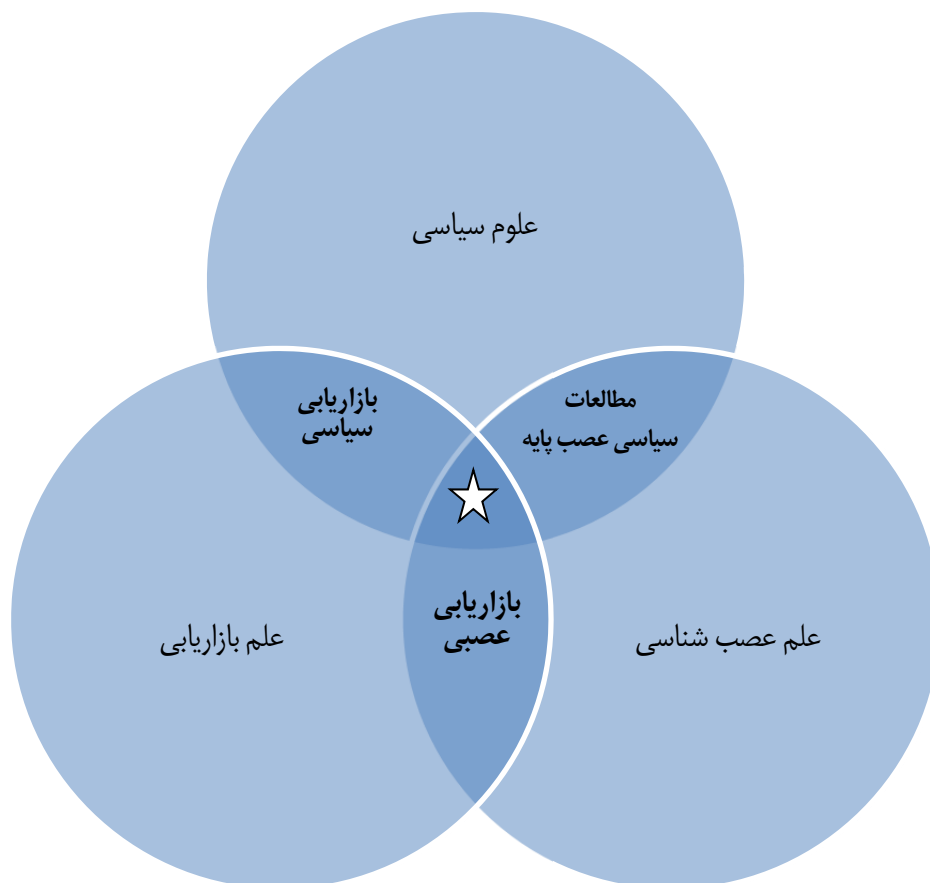 علوم سیاسی
مطالعات
سیاسی عصب پایه
بازاریابی
سیاسی
بازاریابی
عصبی
علم عصب شناسی
علم بازاریابی